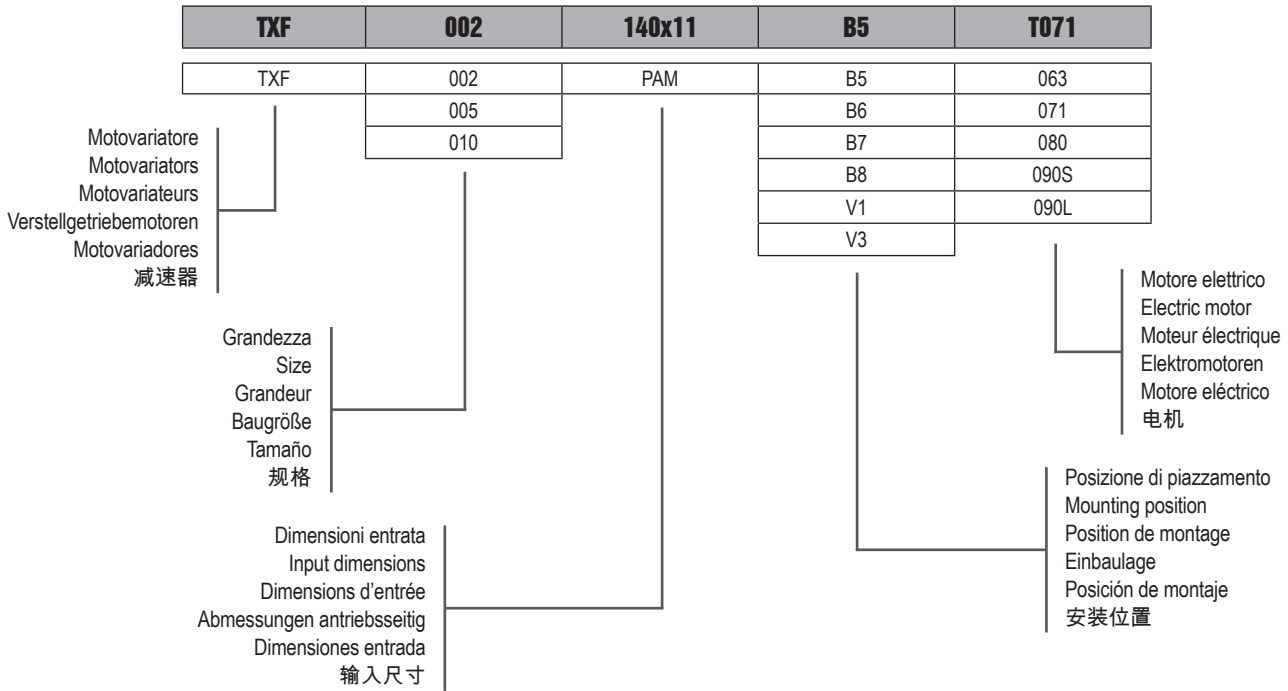 TXF 002 140x11 B5 T071
TXF 002 PAM B5 063
005 B6 071
010 B7 080
B8 090S
V1 090L
V3
Motovariatore
Motovariators
Motovariateurs
Verstellgetriebemotoren
Motovariadores
减速器
Grandezza
Size
Grandeur
Baugröße
Tamaño
规格
Dimensioni entrata
Input dimensions
Dimensions d'entrée
Abmessungen antriebsseitig
Dimensiones entrada
输入尺寸
Motore elettrico
Electric motor
Moteur électrique
Elektromotoren
Motore eléctrico
电机
Posizione di piazzamento
Mounting position
Position de montage
Einbaulage
Posición de montaje
安装位置